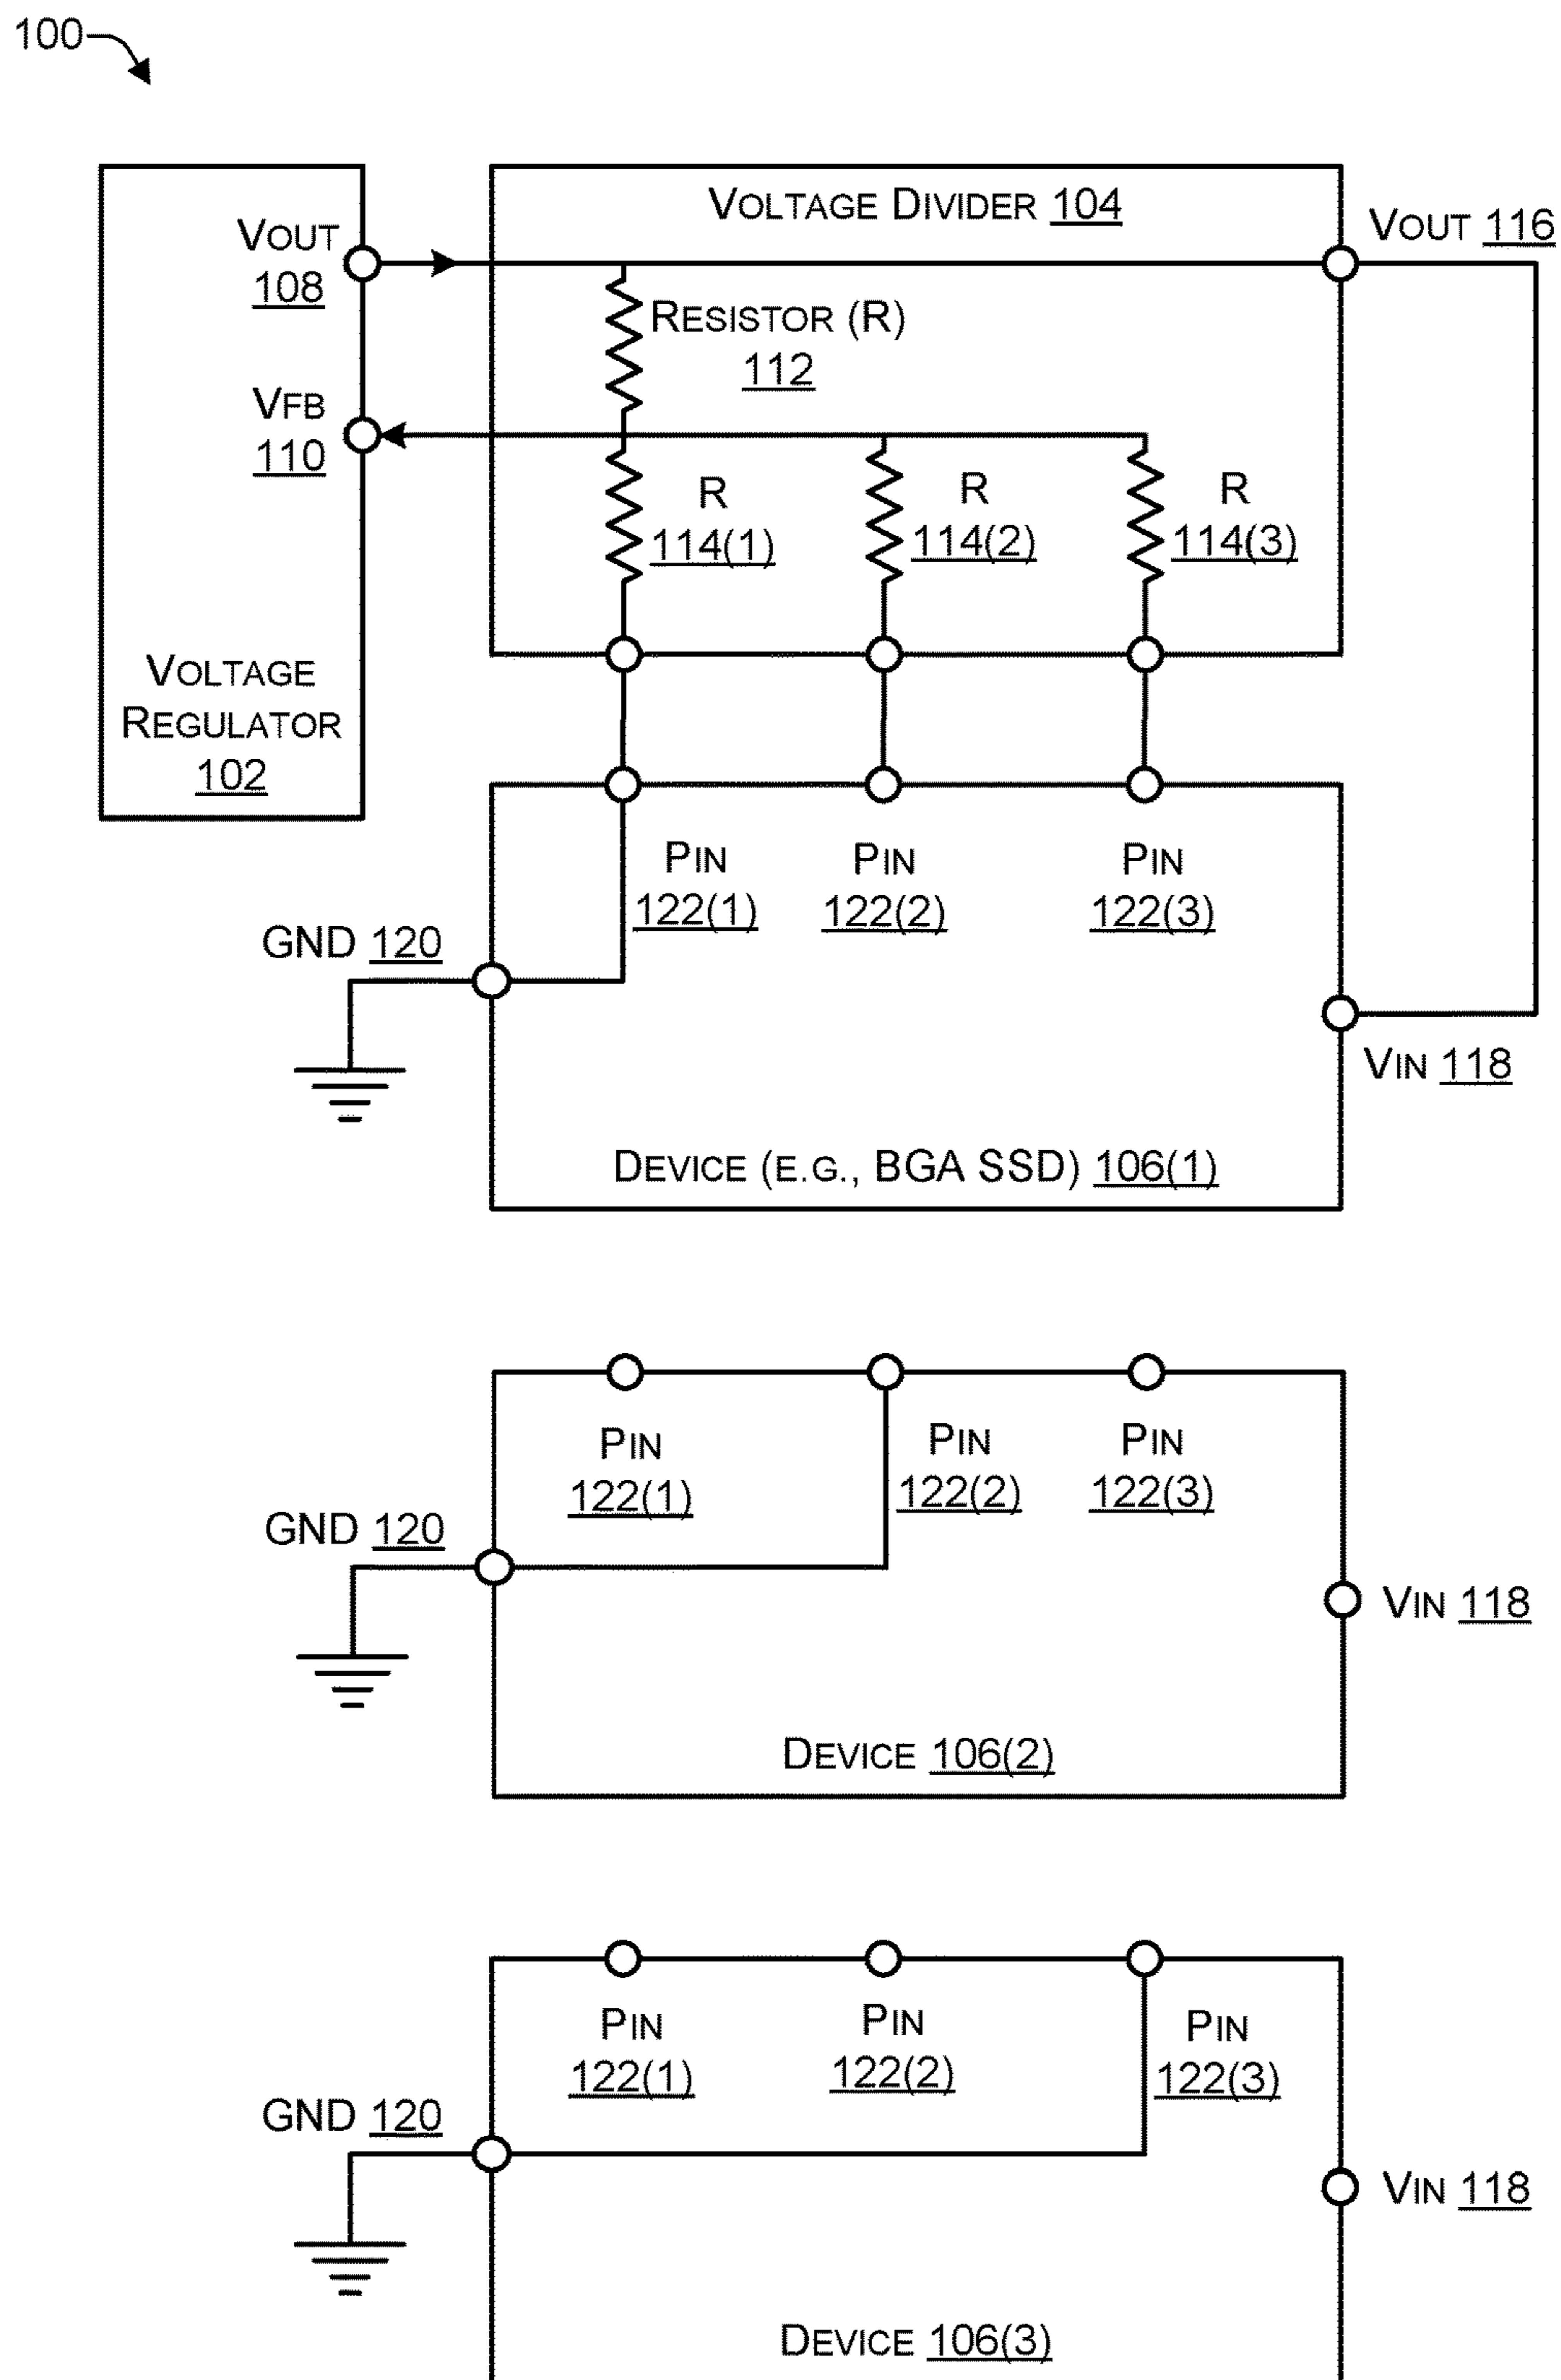 100
VOLTAGE DIVIDER 104
VOUT 116
VOUT
108
RESISTOR (R)
112
VFB
110
R
114(1)
R
114(2)
R
114(3)
VOLTAGE
REGULATOR
102
PIN
122(1)
PIN
122(2)
PIN
122(3)
GND 120
VIN 118
DEVICE (E.G., BGA SSD) 106(1)
PIN
122(1)
PIN
122(2)
PIN
122(3)
GND 120
VIN 118
DEVICE 106(2)
PIN
122(1)
PIN
122(2)
PIN
122(3)
GND 120
VIN 118
DEVICE 106(3)